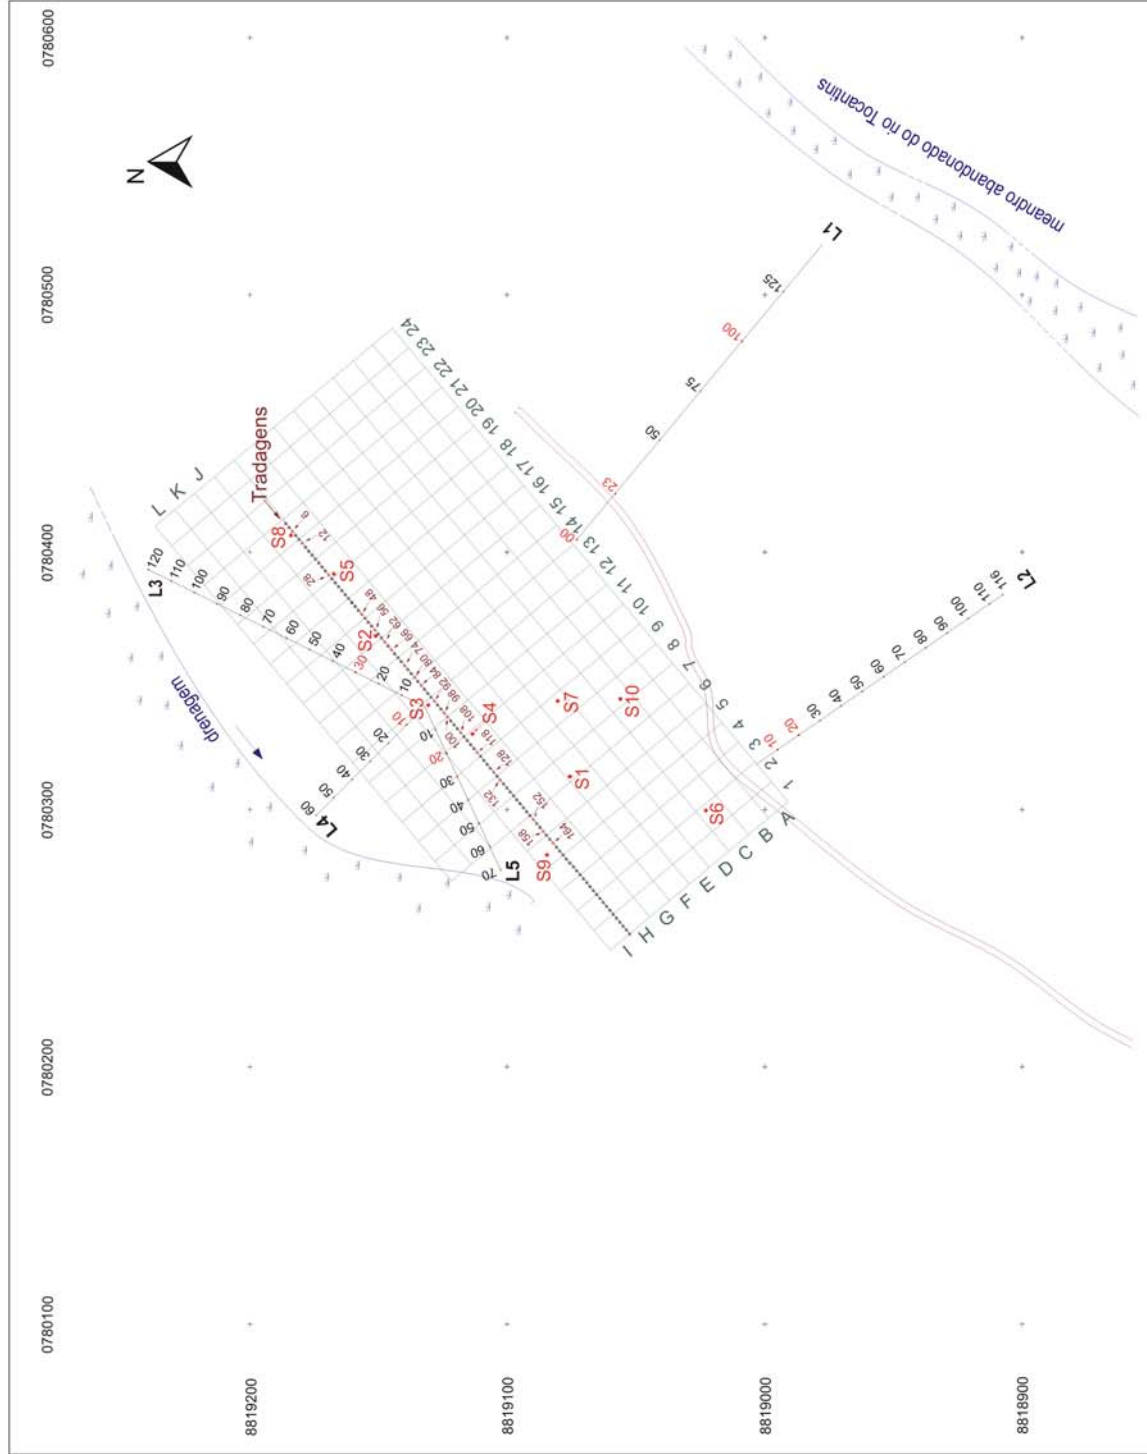 0780100
0780200
0780300
0780400
0780500
0780600
8819200
8819100
8819000
8818900
N
drenagem
meandro abandonado do rio Tocantins
Tradagens
L K J
I H G F E D C B A
1 2 3 4 5 6 7 8 9 10 11 12 13 14 15 16 17 18 19 20 21 22 23 24
L1
00 23 50 75 100 125
L2
10 20 30 40 50 60 70 80 90 100 110 116
L3
10 20 30 40 50 60 70 80 90 100 110 120
L4
10 20 30 40 50 60
L5
10 20 30 40 50 60 70
S8
S5
S2
S3
S4
S7
S10
S1
S9
S6
6 12 28 48 56 62 66 74 80 84 92 98 100 108 118 128 132 152 158 164